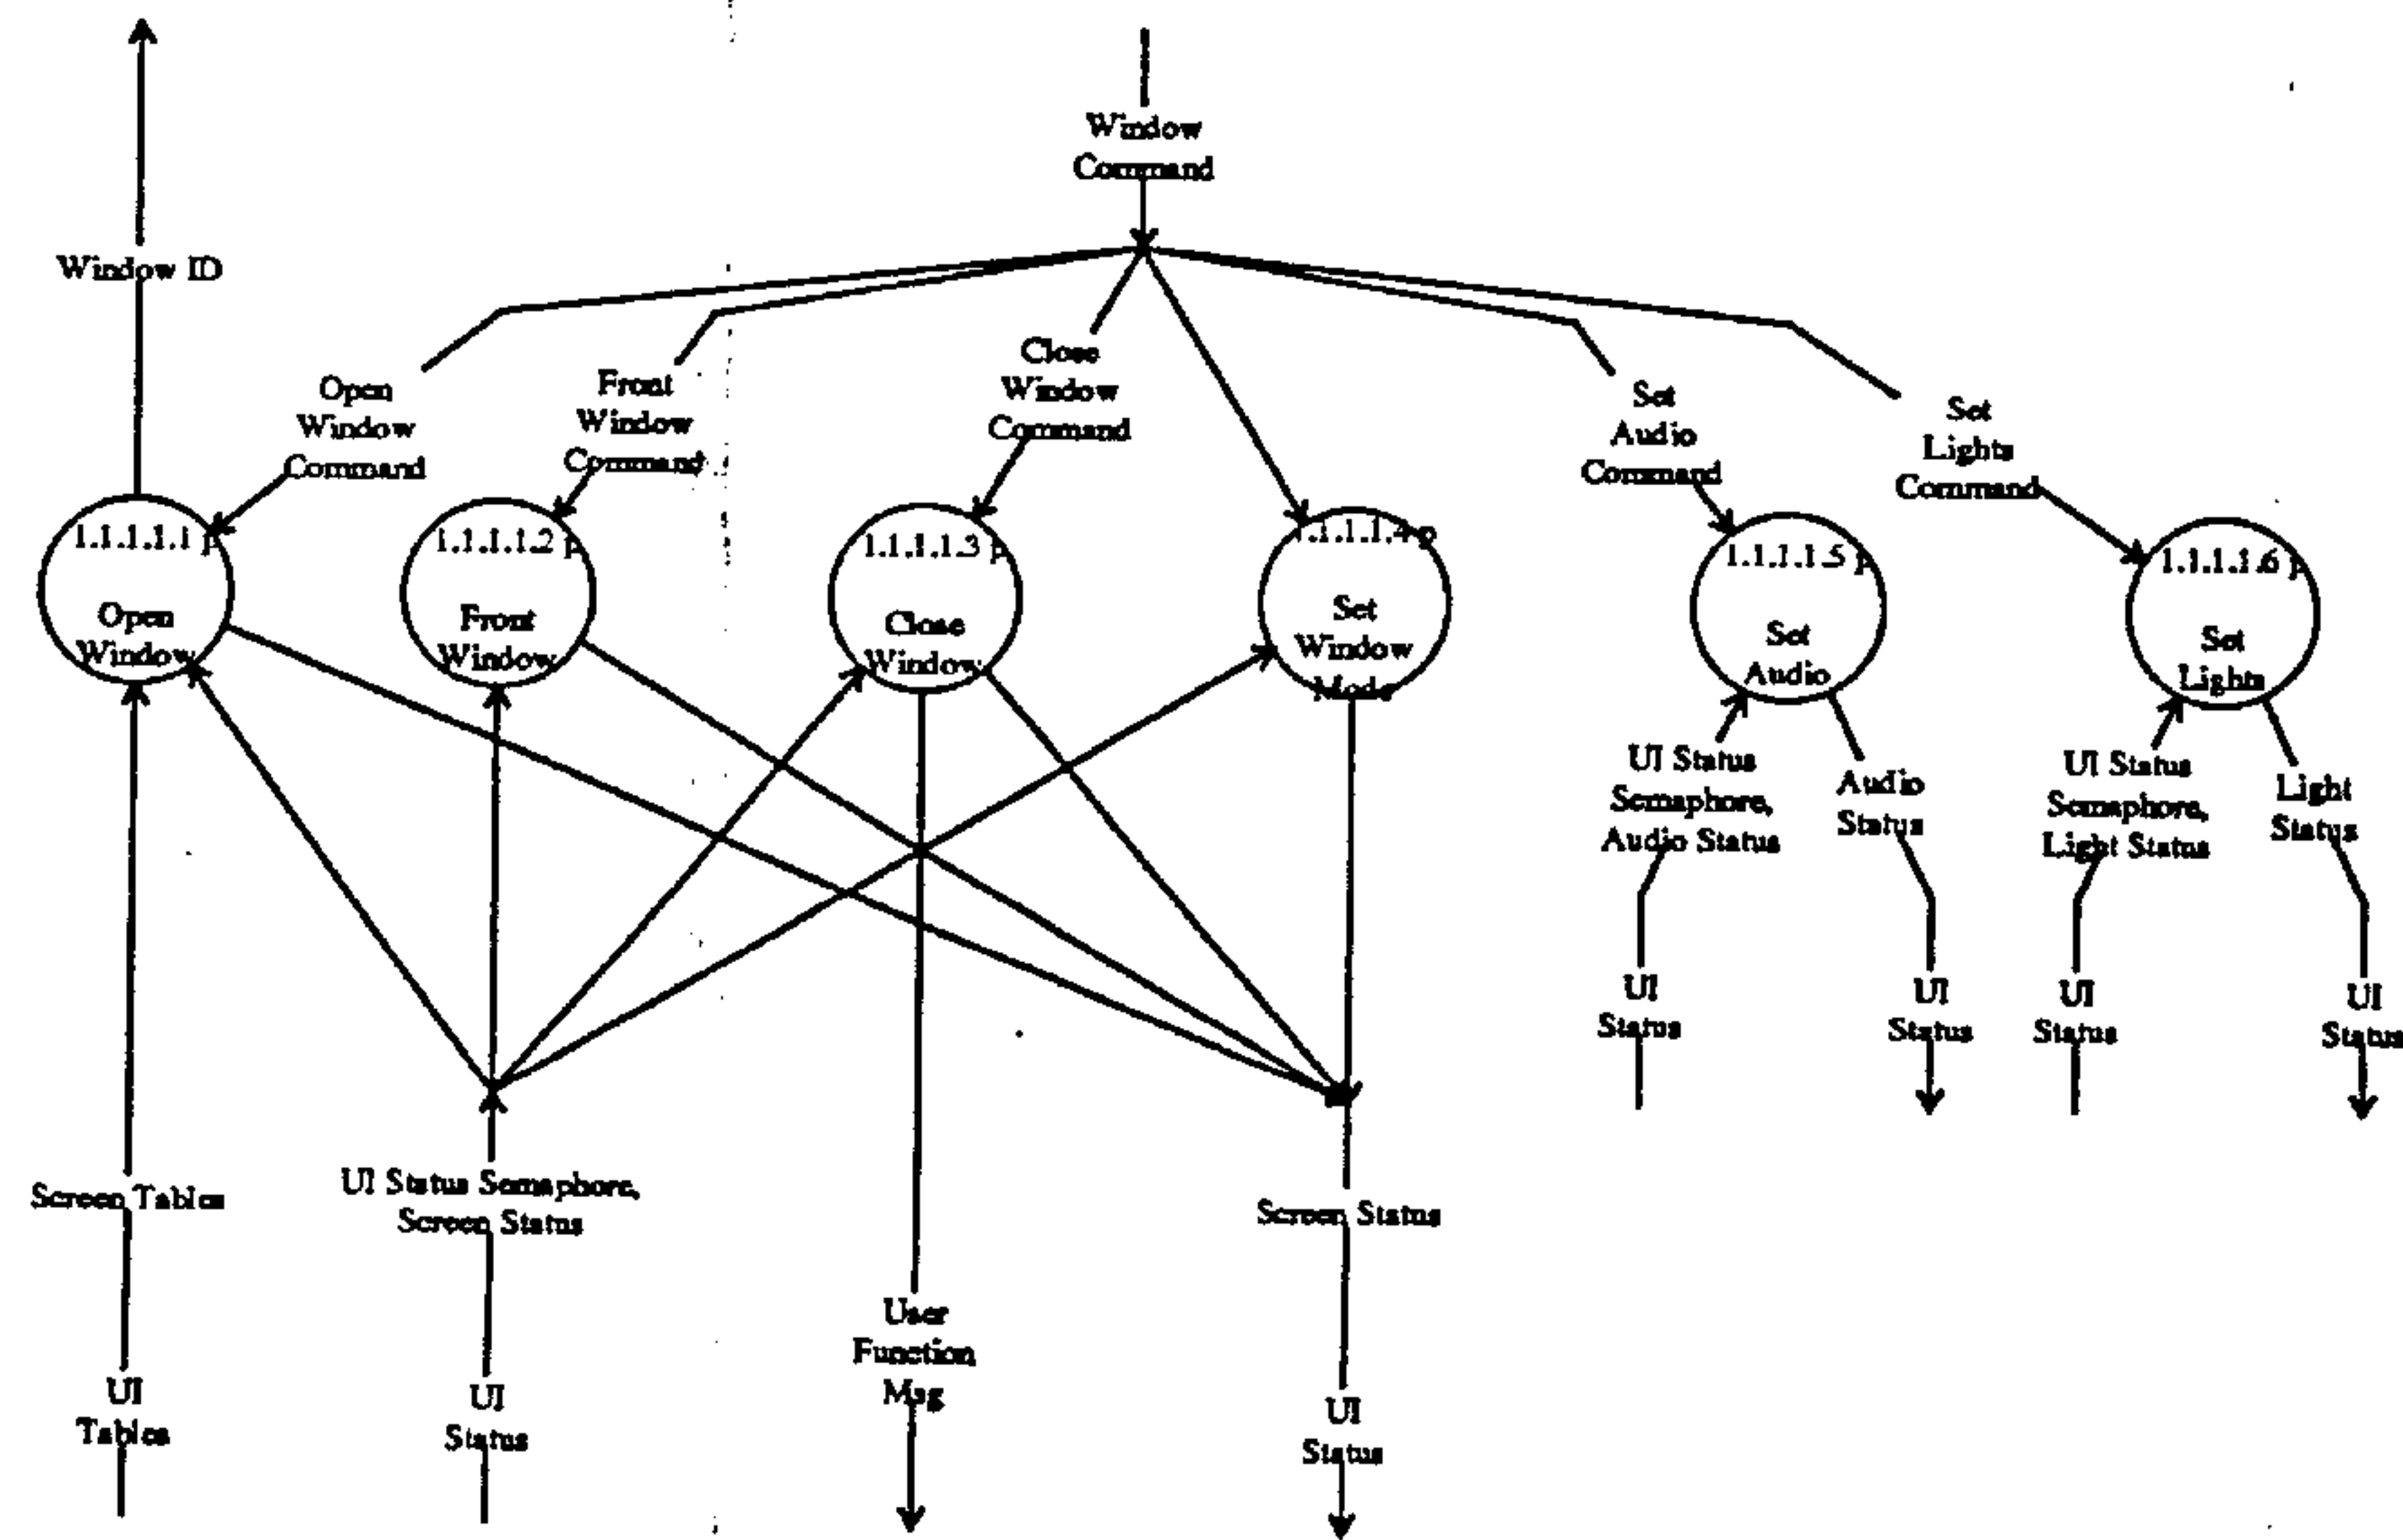 Window
Command
Window ID
Open
Window
Command
Front
Window
Command
Close
Window
Command
Set
Audio
Command
Set
Lights
Command
1.1.1.1.1 p
Open
Window
1.1.1.1.2 p
Front
Window
1.1.1.1.3 p
Close
Window
1.1.1.1.4 p
Set
Window
Mode
1.1.1.1.5 p
Set
Audio
1.1.1.1.6 p
Set
Lights
UI Status
Semaphore,
Audio Status
Audio
Status
UI Status
Semaphore,
Light Status
Light
Status
UI
Status
UI
Status
UI
Status
UI
Status
Screen Tables
UI Status Semaphore,
Screen Status
Screen Status
User
Function
Msg
UI
Tables
UI
Status
UI
Status